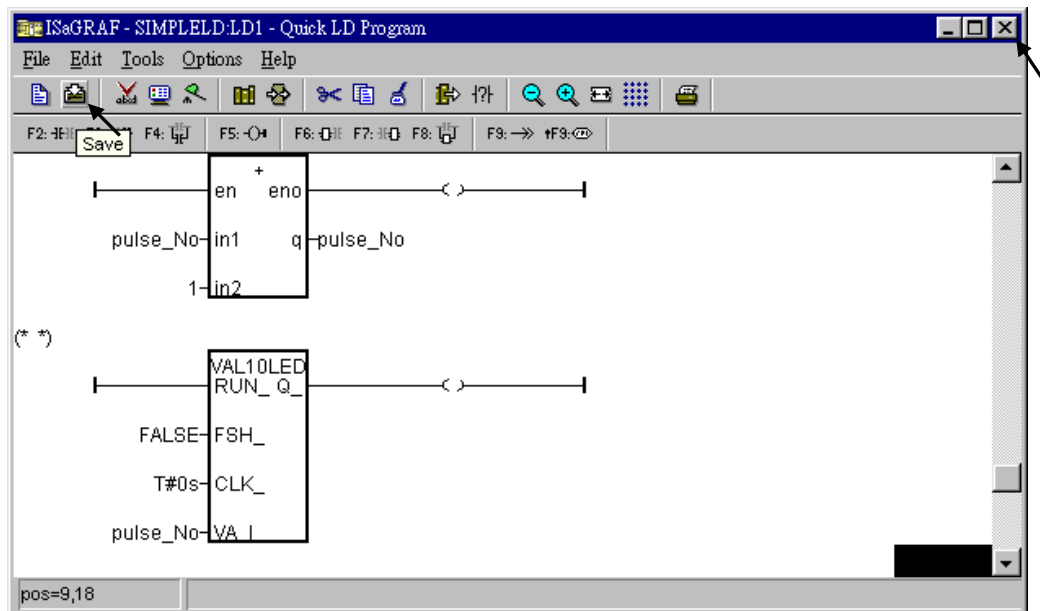 ISaGRAF - SIMPLELD:LD1 - Quick LD Program
File Edit Tools Options Help
F2: F4: F5: F6: F7: F8: F9: F9:
Save
+
en eno
pulse_No in1 q pulse_No
1 in2
(* *)
VAL10LED
RUN_ Q_
FALSE FSH_
T#0s CLK_
pulse_No VA_L
pos=9,18